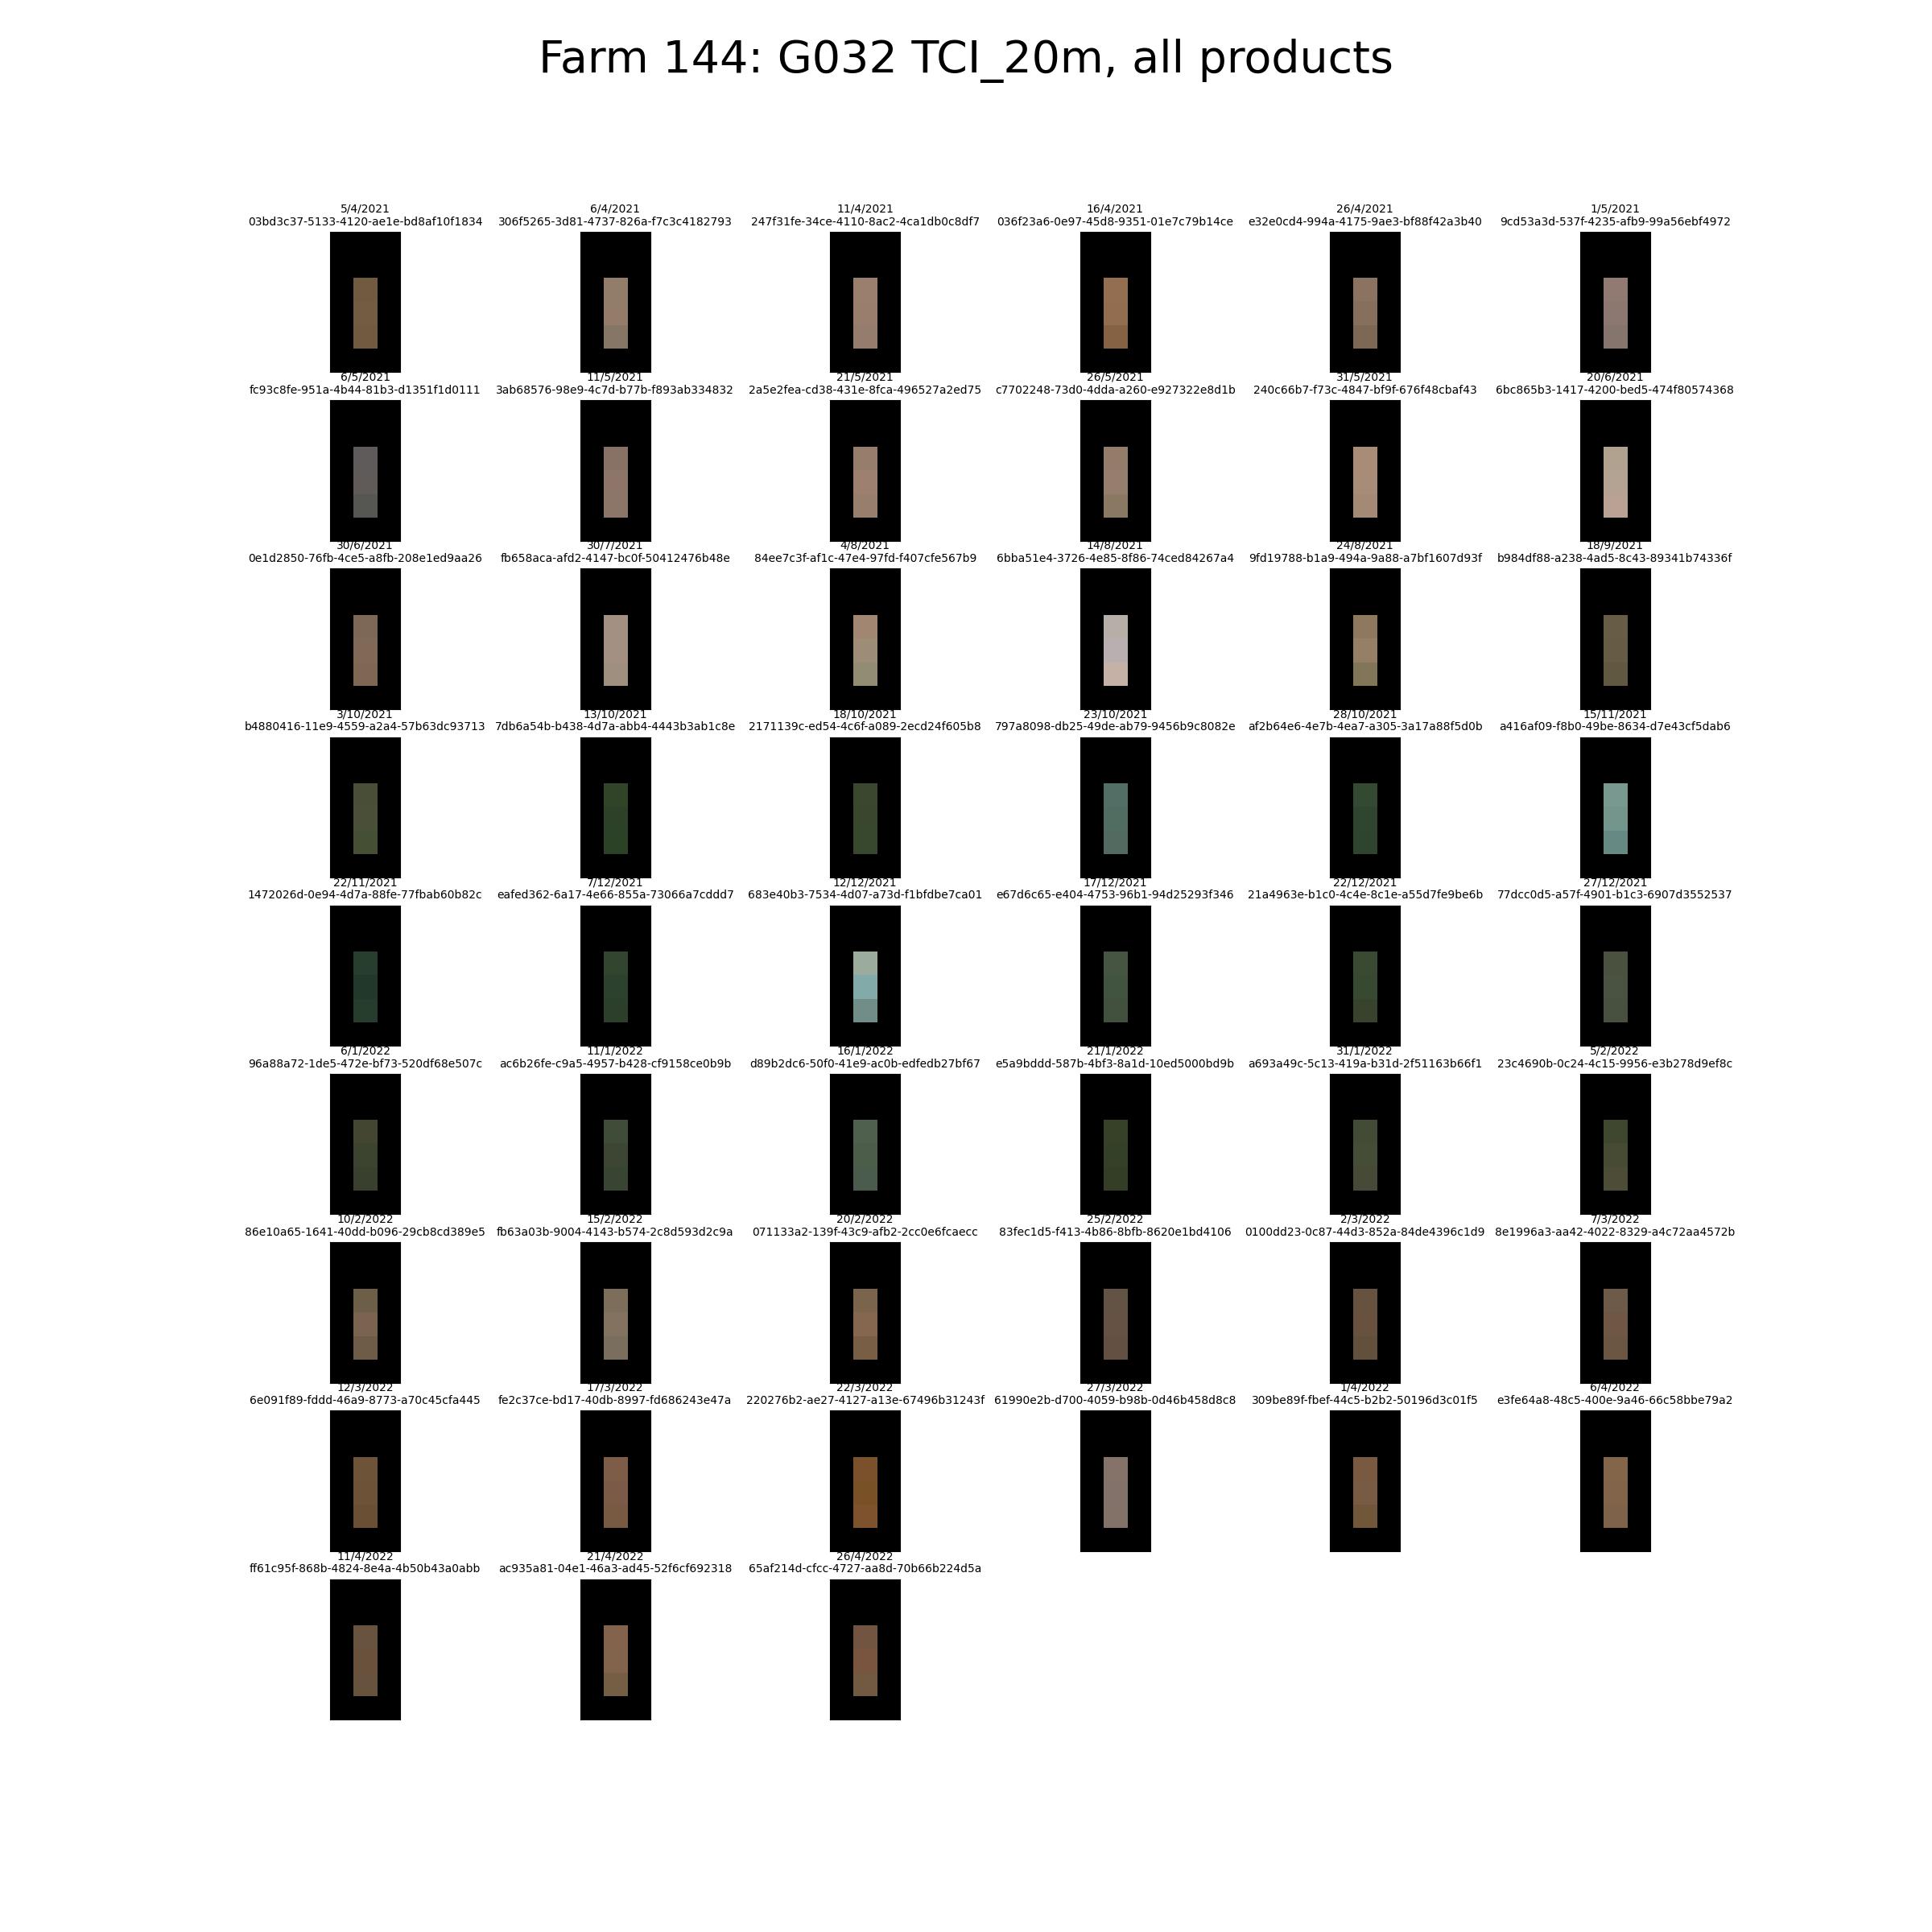 Farm 144: G032 TCI_20m, all products
5/4/2021 6/4/2021 11/4/2021 16/4/2021 26/4/2021 1/5/2021
03bd3c37-5133-4120-ae1e-bd8af10f1834 306f5265-3d81-4737-826a-f7c3c4182793 247f31fe-34ce-4110-8ac2-4ca1db0c8df7 036f23a6-0e97-45d8-9351-01e7c79b14ce e32e0cd4-994a-4175-9ae3-bf88f42a3b40 9cd53a3d-537f-4235-afb9-99a56ebf4972
6/5/2021 11/5/2021 21/5/2021 26/5/2021 31/5/2021 20/6/2021
fc93c8fe-951a-4b44-81b3-d1351f1d0111 3ab68576-98e9-4c7d-b77b-f893ab334832 2a5e2fea-cd38-431e-8fca-496527a2ed75 c7702248-73d0-4dda-a260-e927322e8d1b 240c66b7-f73c-4847-bf9f-676f48cbaf43 6bc865b3-1417-4200-bed5-474f80574368
30/6/2021 30/7/2021 4/8/2021 14/8/2021 24/8/2021 18/9/2021
0e1d2850-76fb-4ce5-a8fb-208e1ed9aa26 fb658aca-afd2-4147-bc0f-50412476b48e 84ee7c3f-af1c-47e4-97fd-f407cfe567b9 6bba51e4-3726-4e85-8f86-74ced84267a4 9fd19788-b1a9-494a-9a88-a7bf1607d93f b984df88-a238-4ad5-8c43-89341b74336f
3/10/2021 13/10/2021 18/10/2021 23/10/2021 28/10/2021 15/11/2021
b4880416-11e9-4559-a2a4-57b63dc93713 7db6a54b-b438-4d7a-abb4-4443b3ab1c8e 2171139c-ed54-4c6f-a089-2ecd24f605b8 797a8098-db25-49de-ab79-9456b9c8082e af2b64e6-4e7b-4ea7-a305-3a17a88f5d0b a416af09-f8b0-49be-8634-d7e43cf5dab6
22/11/2021 7/12/2021 12/12/2021 17/12/2021 22/12/2021 27/12/2021
1472026d-0e94-4d7a-88fe-77fbab60b82c eafed362-6a17-4e66-855a-73066a7cddd7 683e40b3-7534-4d07-a73d-f1bfdbe7ca01 e67d6c65-e404-4753-96b1-94d25293f346 21a4963e-b1c0-4c4e-8c1e-a55d7fe9be6b 77dcc0d5-a57f-4901-b1c3-6907d3552537
6/1/2022 11/1/2022 16/1/2022 21/1/2022 31/1/2022 5/2/2022
96a88a72-1de5-472e-bf73-520df68e507c ac6b26fe-c9a5-4957-b428-cf9158ce0b9b d89b2dc6-50f0-41e9-ac0b-edfedb27bf67 e5a9bddd-587b-4bf3-8a1d-10ed5000bd9b a693a49c-5c13-419a-b31d-2f51163b66f1 23c4690b-0c24-4c15-9956-e3b278d9ef8c
10/2/2022 15/2/2022 20/2/2022 25/2/2022 2/3/2022 7/3/2022
86e10a65-1641-40dd-b096-29cb8cd389e5 fb63a03b-9004-4143-b574-2c8d593d2c9a 071133a2-139f-43c9-afb2-2cc0e6fcaecc 83fec1d5-f413-4b86-8bfb-8620e1bd4106 0100dd23-0c87-44d3-852a-84de4396c1d9 8e1996a3-aa42-4022-8329-a4c72aa4572b
12/3/2022 17/3/2022 22/3/2022 27/3/2022 1/4/2022 6/4/2022
6e091f89-fddd-46a9-8773-a70c45cfa445 fe2c37ce-bd17-40db-8997-fd686243e47a 220276b2-ae27-4127-a13e-67496b31243f 61990e2b-d700-4059-b98b-0d46b458d8c8 309be89f-fbef-44c5-b2b2-50196d3c01f5 e3fe64a8-48c5-400e-9a46-66c58bbe79a2
11/4/2022 21/4/2022 26/4/2022
ff61c95f-868b-4824-8e4a-4b50b43a0abb ac935a81-04e1-46a3-ad45-52f6cf692318 65af214d-cfcc-4727-aa8d-70b66b224d5a